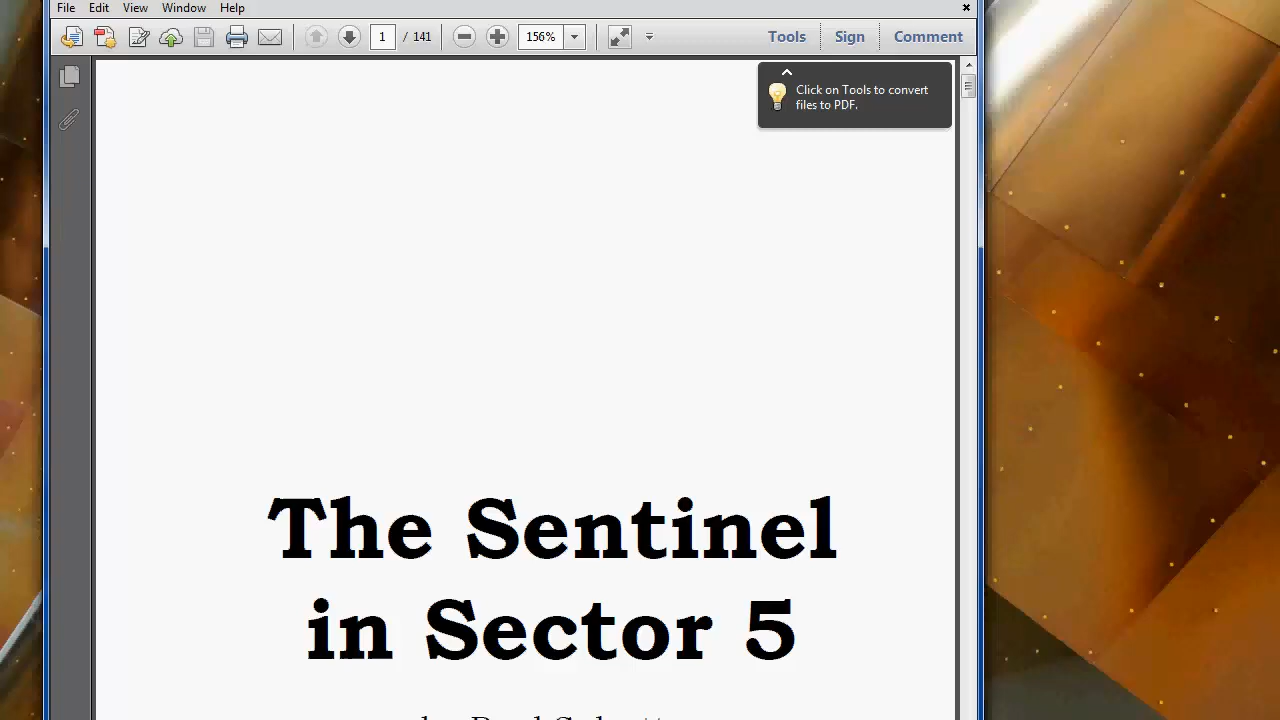 File Edit View Window Help
1 / 141 156% Tools Sign Comment
Click on Tools to convert
files to PDF.
The Sentinel
in Sector 5